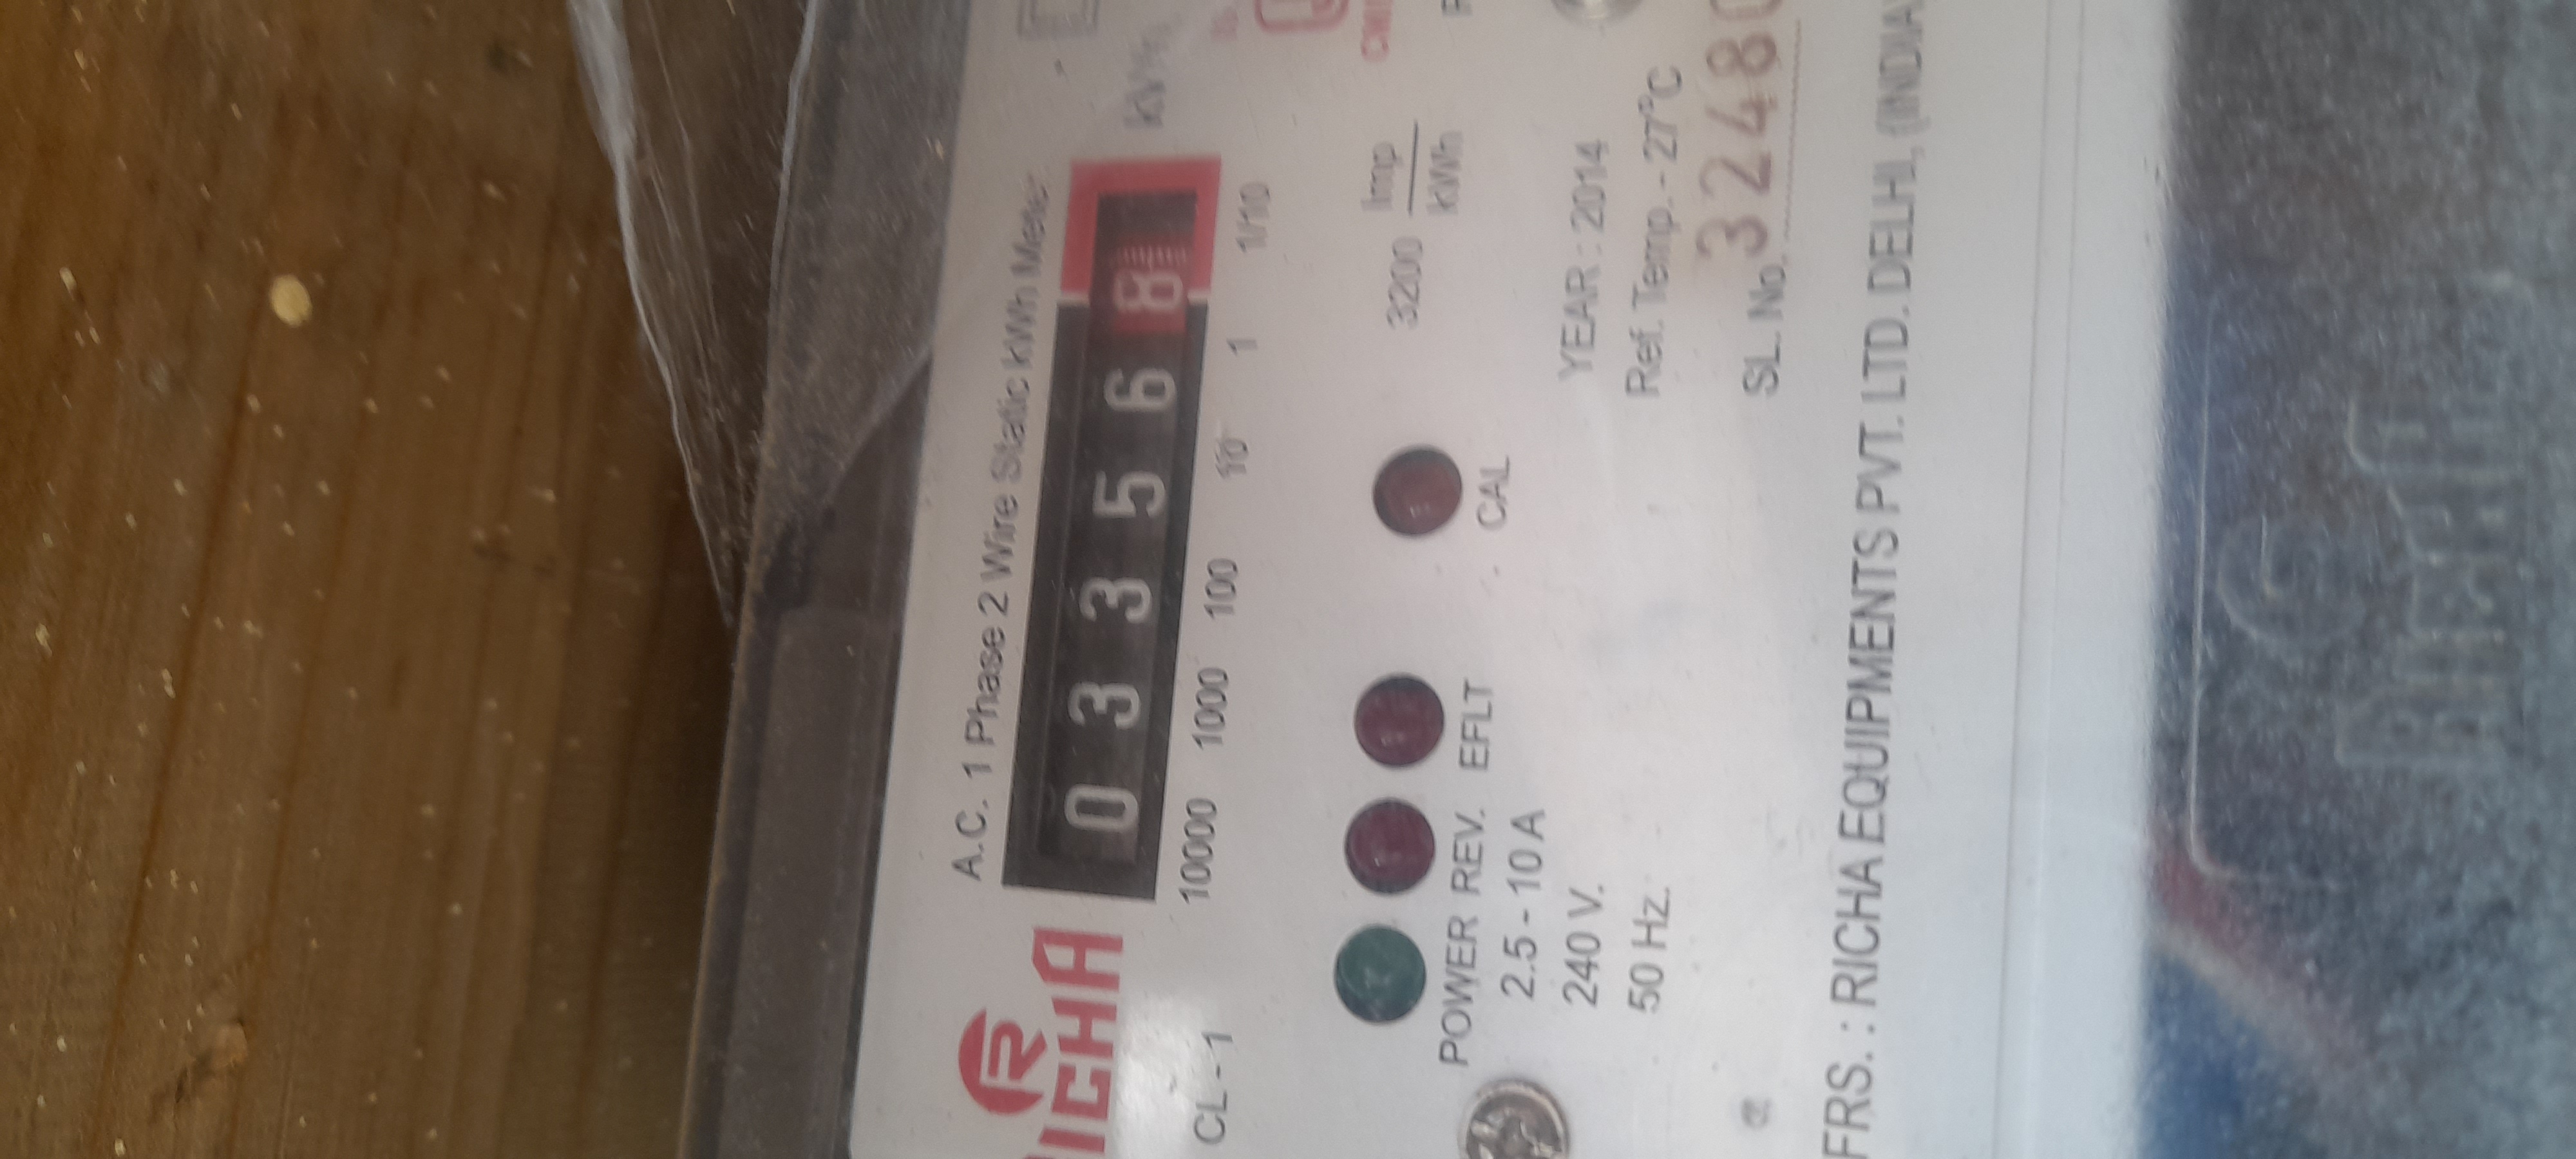 A.C. 1 Phase 2 Wire Static kWh Meter
R
RICHA
0 3 3 5 6 8
kWh
10000 1000 100 10 1 1/10
CL-1
3200 Imp
kWh
POWER REV. EFLT CAL
2.5 - 10 A
240 V.
50 Hz.
YEAR : 2014
Ref. Temp. - 27°C
SL. No. 3248
FRS. : RICHA EQUIPMENTS PVT. LTD. DELHI, (INDIA)